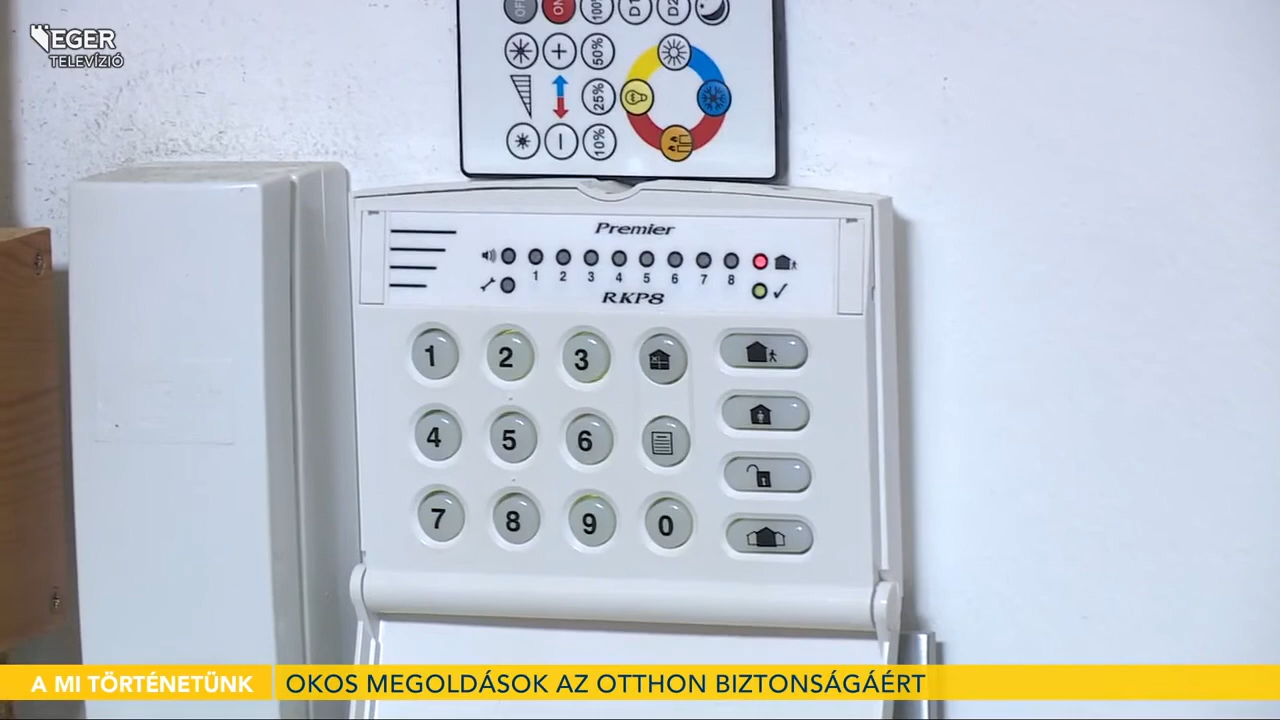 EGER
TELEVÍZIÓ
OFF ON 100% D1 D2
+ 50%
25%
− 10%
Premier
1 2 3 4 5 6 7 8
RKP8
1 2 3
4 5 6
7 8 9 0
A MI TÖRTÉNETÜNK
OKOS MEGOLDÁSOK AZ OTTHON BIZTONSÁGÁÉRT